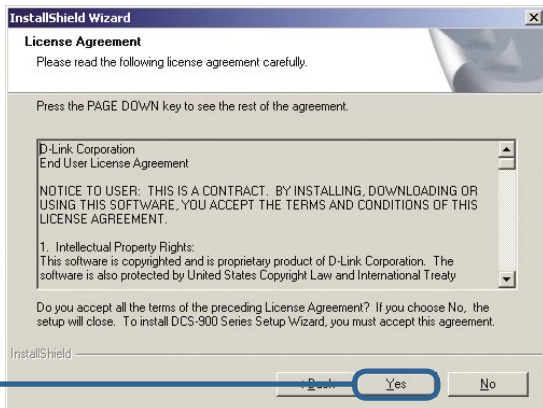 InstallShield Wizard
License Agreement
Please read the following license agreement carefully.
Press the PAGE DOWN key to see the rest of the agreement.
D-Link Corporation
End User License Agreement
NOTICE TO USER: THIS IS A CONTRACT. BY INSTALLING, DOWNLOADING OR
USING THIS SOFTWARE, YOU ACCEPT THE TERMS AND CONDITIONS OF THIS
LICENSE AGREEMENT.
1. Intellectual Property Rights:
This software is copyrighted and is proprietary product of D-Link Corporation. The
software is also protected by United States Copyright Law and International Treaty
Do you accept all the terms of the preceding License Agreement? If you choose No, the
setup will close. To install DCS-900 Series Setup Wizard, you must accept this agreement.
InstallShield
< Back Yes No